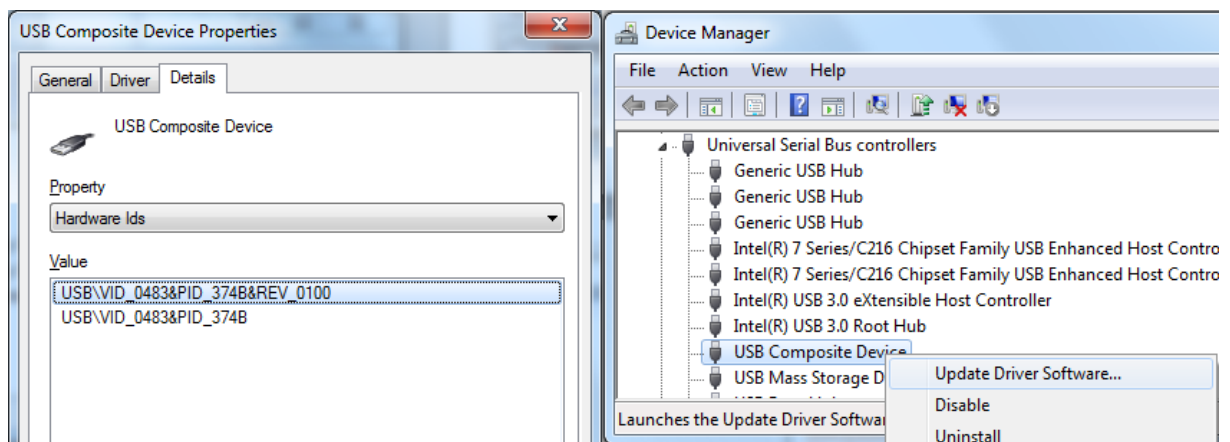 USB Composite Device Properties
General
Driver
Details
USB Composite Device
Property
Hardware Ids
Value
USB\VID_0483&PID_374B&REV_0100
USB\VID_0483&PID_374B
Device Manager
File Action View Help
Universal Serial Bus controllers
Generic USB Hub
Generic USB Hub
Generic USB Hub
Intel(R) 7 Series/C216 Chipset Family USB Enhanced Host Contro
Intel(R) 7 Series/C216 Chipset Family USB Enhanced Host Contro
Intel(R) USB 3.0 eXtensible Host Controller
Intel(R) USB 3.0 Root Hub
USB Composite Device
USB Mass Storage D
Launches the Update Driver Softwar
Update Driver Software...
Disable
Uninstall